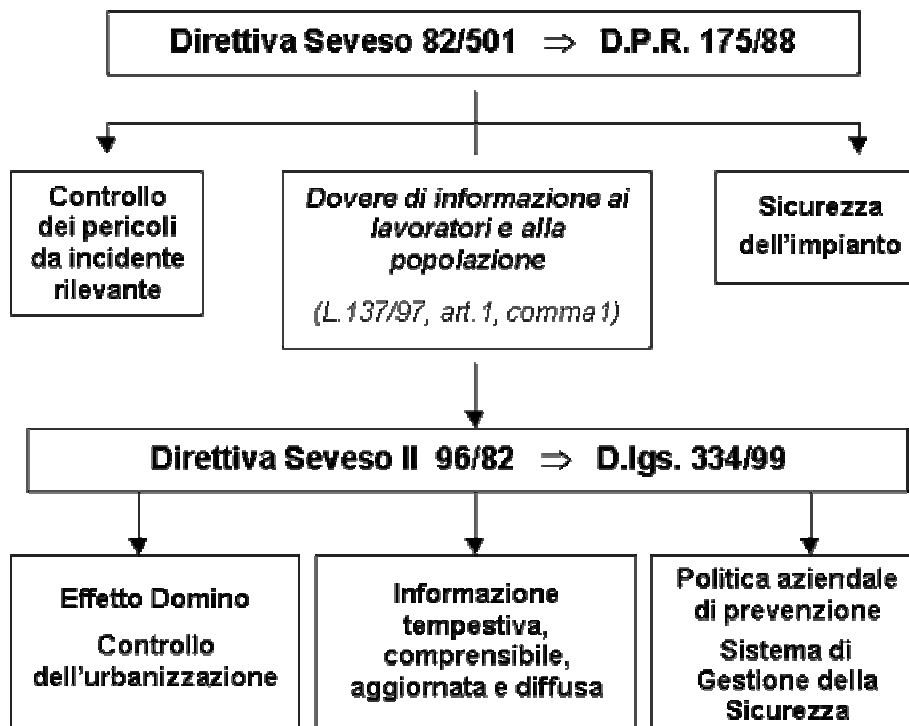 Direttiva Seveso 82/501 ⇒ D.P.R. 175/88
Controllo
dei pericoli
da incidente
rilevante
Dovere di informazione ai
lavoratori e alla
popolazione
(L.137/97, art.1, comma1)
Sicurezza
dell'impianto
Direttiva Seveso II 96/82 ⇒ D.lgs. 334/99
Effetto Domino
Controllo
dell'urbanizzazione
Informazione
tempestiva,
comprensibile,
aggiornata e diffusa
Politica aziendale
di prevenzione
Sistema di
Gestione della
Sicurezza